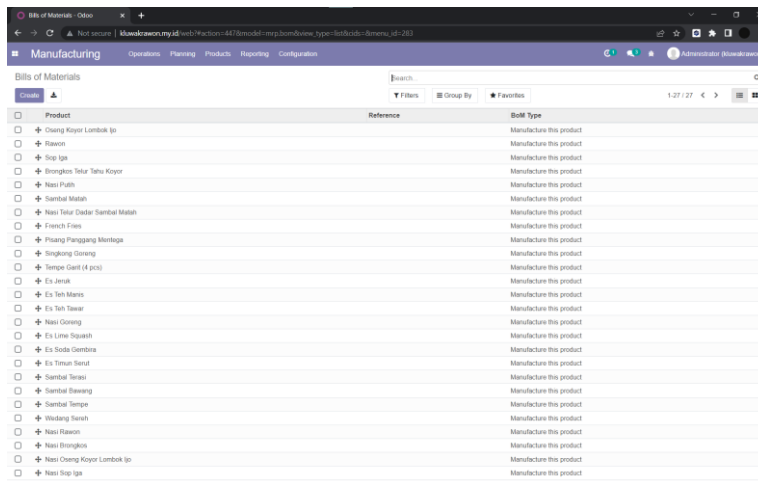 Bills of Materials - Odoo
Not secure | kluwakrawon.my.id/web?#action=447&model=mrp.bom&view_type=list&cids=&menu_id=283
Manufacturing Operations Planning Products Reporting Configuration Administrator (kluwakrawo
Bills of Materials Search...
Create Filters Group By Favorites 1-27 / 27
Product Reference BoM Type
Oseng Koyor Lombok Ijo Manufacture this product
Rawon Manufacture this product
Sop Iga Manufacture this product
Brongkos Telur Tahu Koyor Manufacture this product
Nasi Putih Manufacture this product
Sambal Matah Manufacture this product
Nasi Telur Dadar Sambal Matah Manufacture this product
French Fries Manufacture this product
Pisang Panggang Mentega Manufacture this product
Singkong Goreng Manufacture this product
Tempe Garit (4 pcs) Manufacture this product
Es Jeruk Manufacture this product
Es Teh Manis Manufacture this product
Es Teh Tawar Manufacture this product
Nasi Goreng Manufacture this product
Es Lime Squash Manufacture this product
Es Soda Gembira Manufacture this product
Es Timun Serut Manufacture this product
Sambal Terasi Manufacture this product
Sambal Bawang Manufacture this product
Sambal Tempe Manufacture this product
Wedang Sereh Manufacture this product
Nasi Rawon Manufacture this product
Nasi Brongkos Manufacture this product
Nasi Oseng Koyor Lombok Ijo Manufacture this product
Nasi Sop Iga Manufacture this product